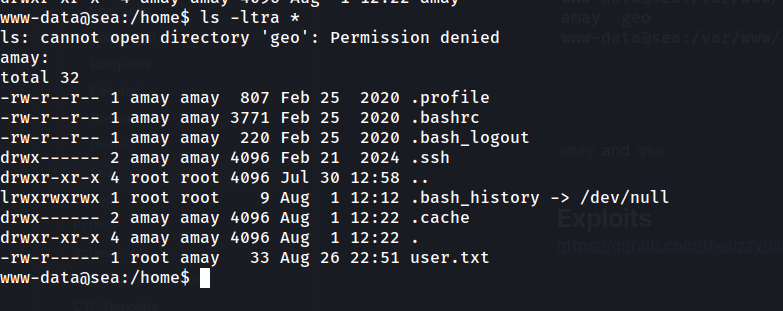 drwxr-xr-x 4 amay amay 4096 Aug 1 12:22 amay
www-data@sea:/home$ ls -ltra *
ls: cannot open directory 'geo': Permission denied
amay:
total 32
-rw-r--r-- 1 amay amay 807 Feb 25 2020 .profile
-rw-r--r-- 1 amay amay 3771 Feb 25 2020 .bashrc
-rw-r--r-- 1 amay amay 220 Feb 25 2020 .bash_logout
drwx------ 2 amay amay 4096 Feb 21 2024 .ssh
drwxr-xr-x 4 root root 4096 Jul 30 12:58 ..
lrwxrwxrwx 1 root root 9 Aug 1 12:12 .bash_history -> /dev/null
drwx------ 2 amay amay 4096 Aug 1 12:22 .cache
drwxr-xr-x 4 amay amay 4096 Aug 1 12:22 .
-rw-r----- 1 root amay 33 Aug 26 22:51 user.txt
www-data@sea:/home$
amay geo
www-data@sea:/var/www/
amay and geo
Exploits